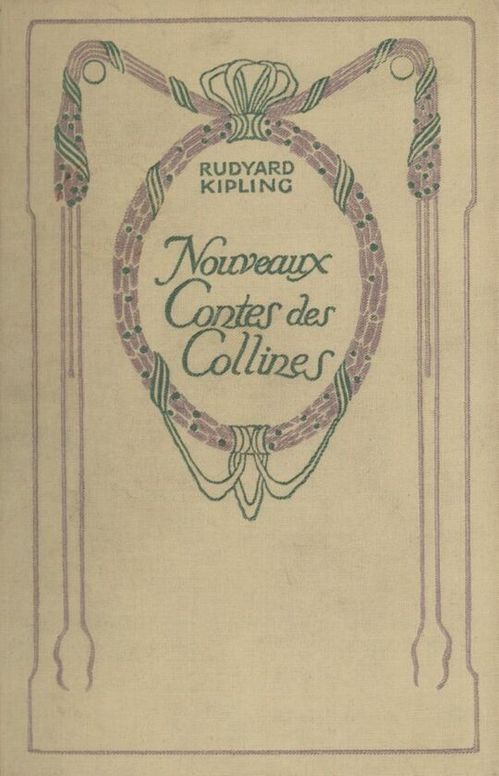 RUDYARD
KIPLING
Nouveaux
Contes des
Collines